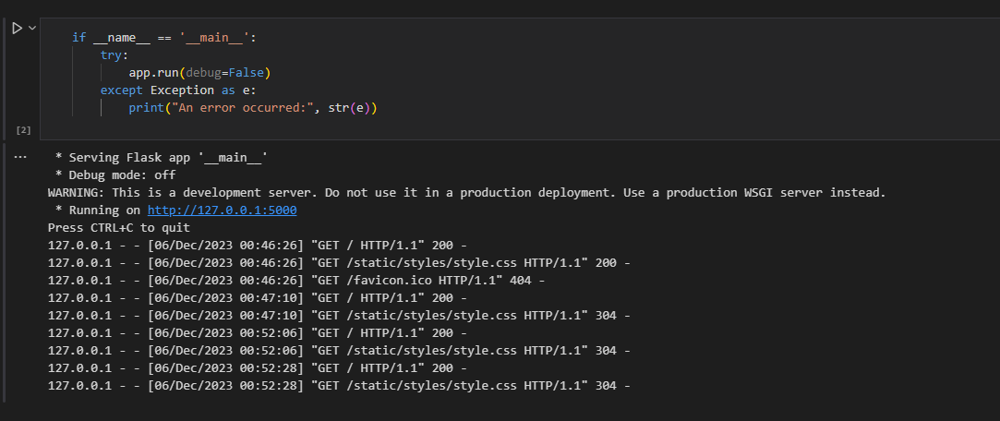 if __name__ == '__main__':
try:
app.run(debug=False)
except Exception as e:
print("An error occurred:", str(e))
[2]
...
* Serving Flask app '__main__'
* Debug mode: off
WARNING: This is a development server. Do not use it in a production deployment. Use a production WSGI server instead.
* Running on http://127.0.0.1:5000
Press CTRL+C to quit
127.0.0.1 - - [06/Dec/2023 00:46:26] "GET / HTTP/1.1" 200 -
127.0.0.1 - - [06/Dec/2023 00:46:26] "GET /static/styles/style.css HTTP/1.1" 200 -
127.0.0.1 - - [06/Dec/2023 00:46:26] "GET /favicon.ico HTTP/1.1" 404 -
127.0.0.1 - - [06/Dec/2023 00:47:10] "GET / HTTP/1.1" 200 -
127.0.0.1 - - [06/Dec/2023 00:47:10] "GET /static/styles/style.css HTTP/1.1" 304 -
127.0.0.1 - - [06/Dec/2023 00:52:06] "GET / HTTP/1.1" 200 -
127.0.0.1 - - [06/Dec/2023 00:52:06] "GET /static/styles/style.css HTTP/1.1" 304 -
127.0.0.1 - - [06/Dec/2023 00:52:28] "GET / HTTP/1.1" 200 -
127.0.0.1 - - [06/Dec/2023 00:52:28] "GET /static/styles/style.css HTTP/1.1" 304 -